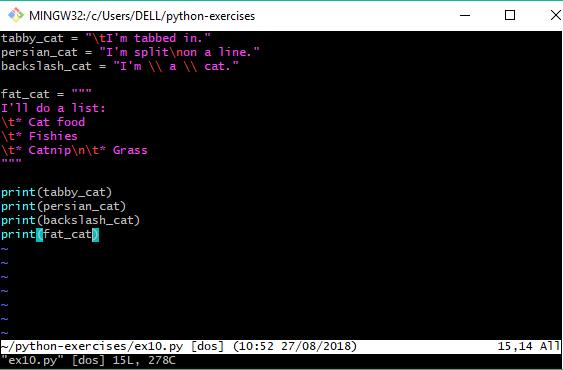 MINGW32:/c/Users/DELL/python-exercises
tabby_cat = "\tI'm tabbed in."
persian_cat = "I'm split\non a line."
backslash_cat = "I'm \\ a \\ cat."

fat_cat = """
I'll do a list:
\t* Cat food
\t* Fishies
\t* Catnip\n\t* Grass
"""

print(tabby_cat)
print(persian_cat)
print(backslash_cat)
print(fat_cat)
~
~
~
~
~
~
~
~/python-exercises/ex10.py [dos] (10:52 27/08/2018) 15,14 All
"ex10.py" [dos] 15L, 278C